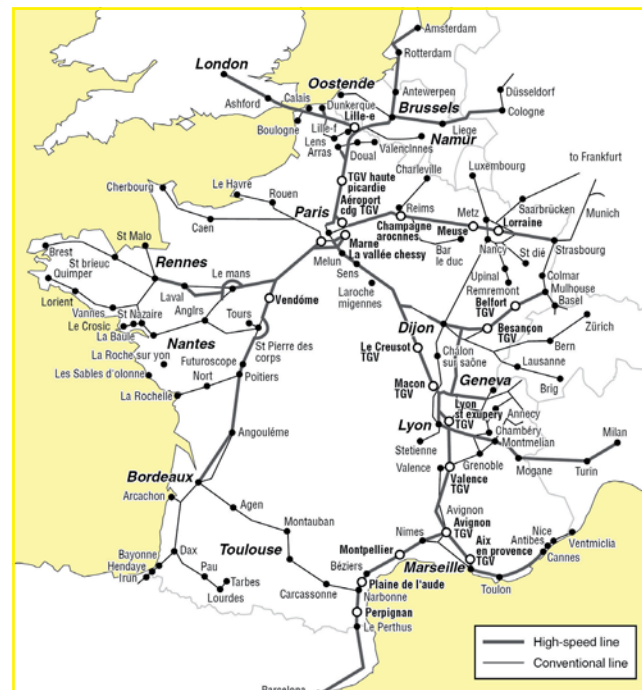 Amsterdam
Rotterdam
London
Oostende
Antwerpen
Düsseldorf
Calais
Dunkerque
Brussels
Cologne
Ashford
Lille-e
Boulogne
Lille-f
Liege
Lens
Arras
Doual
Valencinnes
Namur
Luxembourg
to Frankfurt
TGV haute
picardie
Charleville
Cherbourg
Le Havre
Rouen
Aéroport
cdg TGV
Reims
Metz
Saarbrücken
Munich
Paris
Caen
Champagne
arocnnes
Meuse
Lorraine
Marne
La vallée chessy
Bar
le duc
Nancy
St dié
Strasbourg
Brest
St Malo
St brieuc
Quimper
Rennes
Le mans
Melun
Sens
Upinal
Remremont
Colmar
Mulhouse
Lorient
Laval
Vendóme
Laroche
migennes
Belfort
TGV
Basel
Vannes
St Nazaire
Anglrs
Tours
Le Crosic
La Baule
Dijon
Besançon
TGV
Zürich
Nantes
St Pierre des
corps
Le Creusot
TGV
Châlon
sur saône
Bern
La Roche sur yon
Futuroscope
Lausanne
Les Sables d'olonne
Nort
Poitiers
Macon
TGV
Geneva
Brig
La Rochelle
Lyon
st exupéry
TGV
Annecy
Lyon
Chambéry
Montmelian
Milan
Angouléme
Stetienne
Grenoble
Mogane
Turin
Valence
Valence
TGV
Bordeaux
Arcachon
Agen
Avignon
Montauban
Avignon
TGV
Nice
Antibes
Ventmiclia
Nimes
Aix
en provence
TGV
Cannes
Bayonne
Hendaye
Irun
Dax
Toulouse
Montpellier
Marseille
Pau
Béziers
Toulon
Tarbes
Plaine de l'aude
Lourdes
Carcassonne
Narbonne
Perpignan
Le Perthus
High-speed line
Conventional line
Barcelona